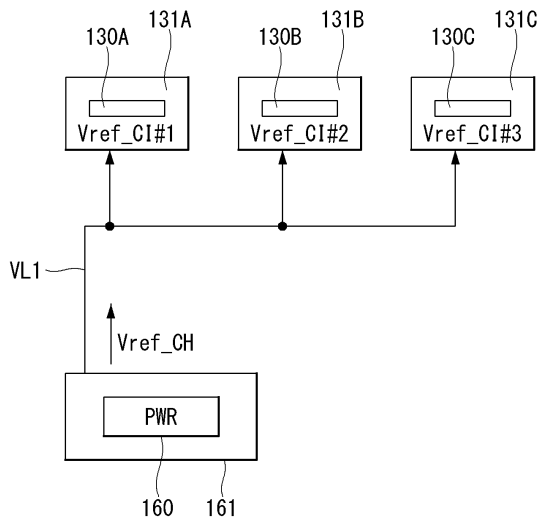 130A 131A 130B 131B 130C 131C
Vref_CI#1 Vref_CI#2 Vref_CI#3
VL1
Vref_CH
PWR
160 161